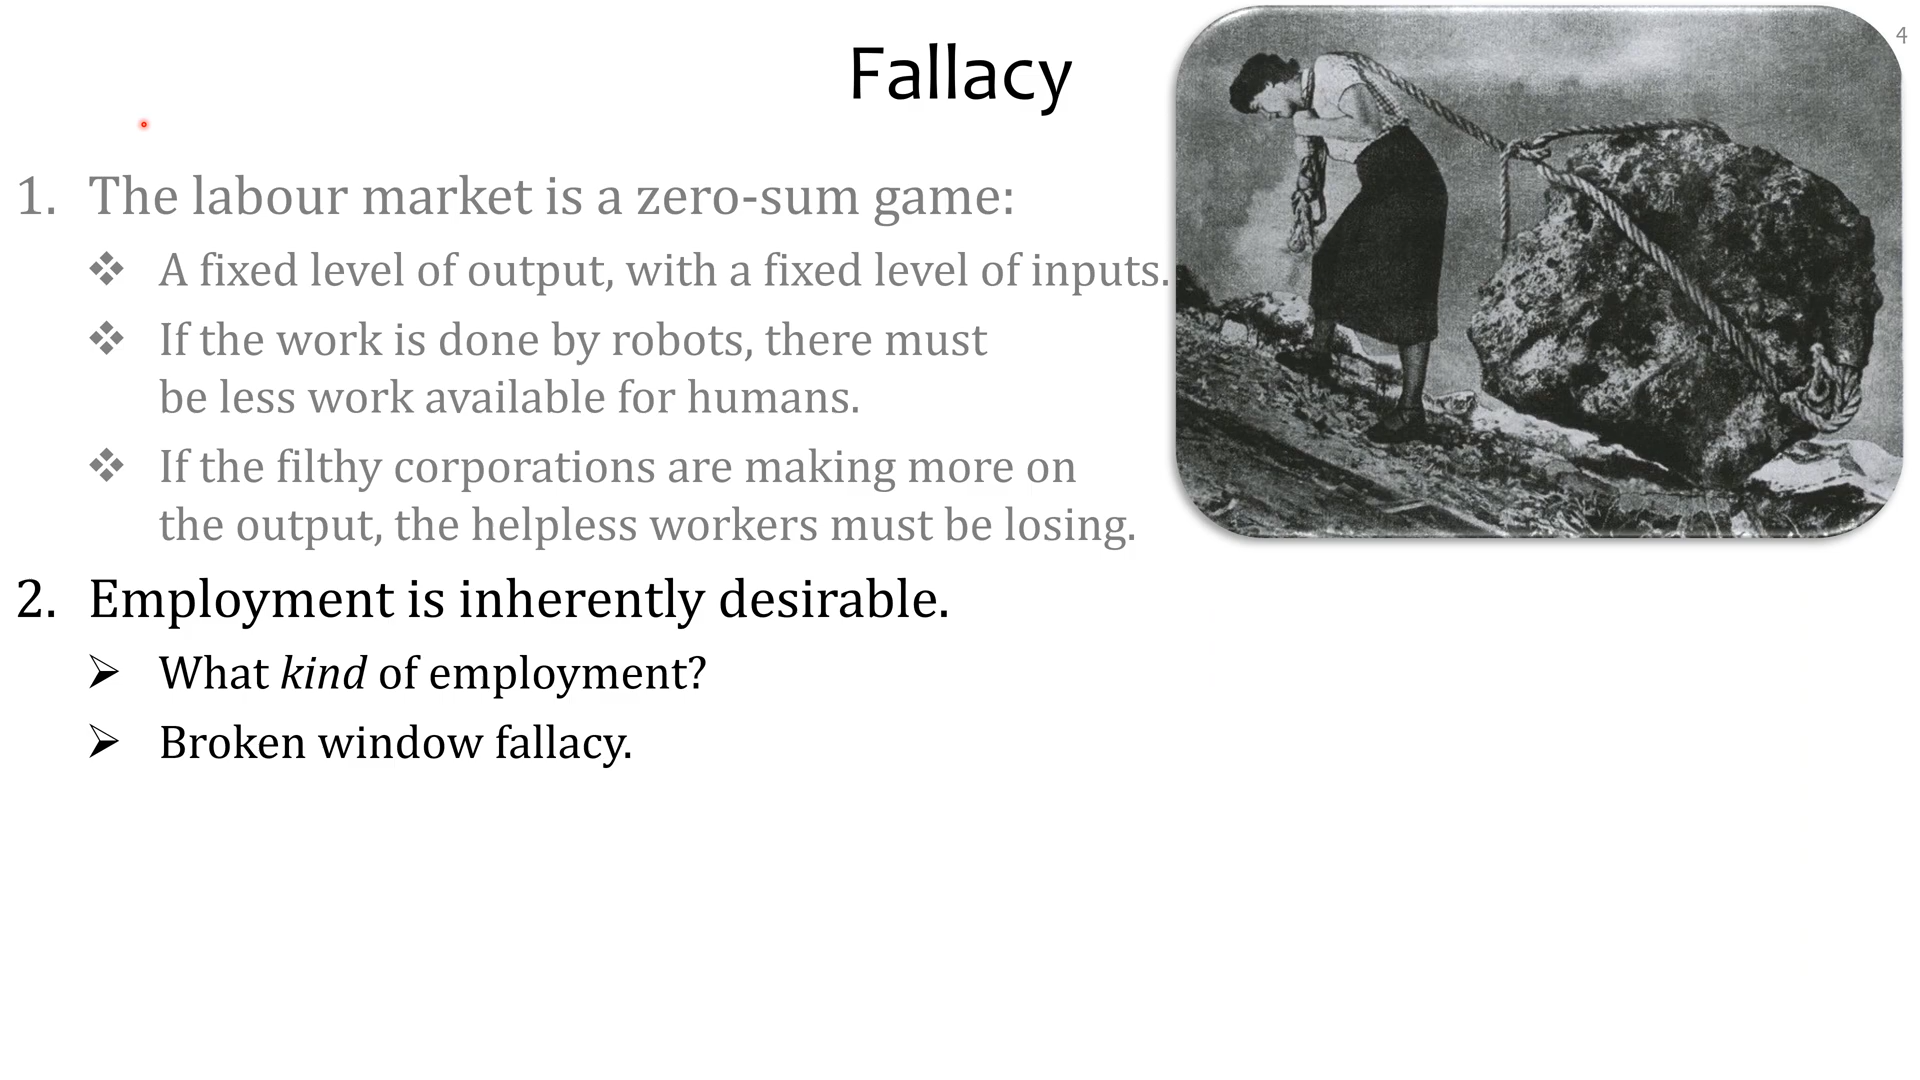 Fallacy
4
1. The labour market is a zero-sum game:
❖ A fixed level of output, with a fixed level of inputs.
❖ If the work is done by robots, there must
be less work available for humans.
❖ If the filthy corporations are making more on
the output, the helpless workers must be losing.
2. Employment is inherently desirable.
➢ What kind of employment?
➢ Broken window fallacy.